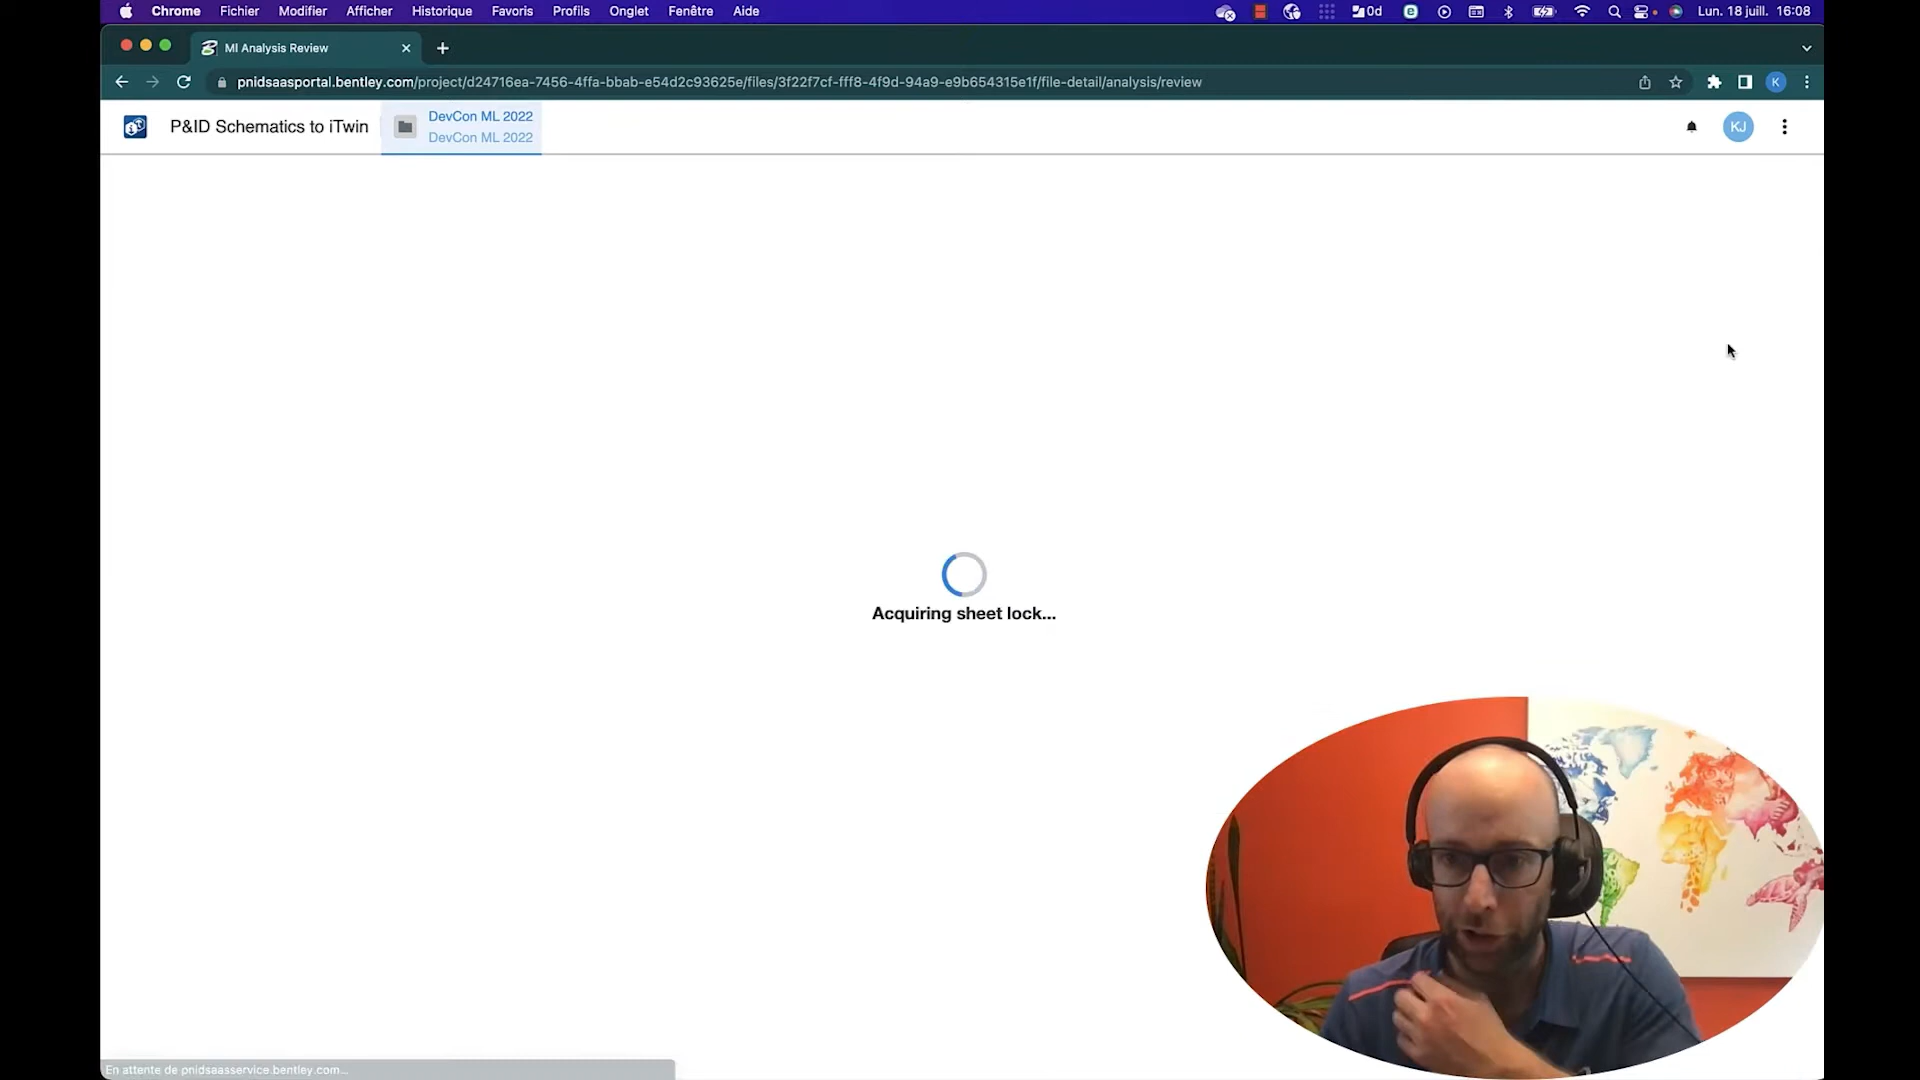 Chrome Fichier Modifier Afficher Historique Favoris Profils Onglet Fenêtre Aide 0d Lun. 18 juill. 16:08
MI Analysis Review
pnidsaasportal.bentley.com/project/d24716ea-7456-4ffa-bbab-e54d2c93625e/files/3f22f7cf-fff8-4f9d-94a9-e9b654315e1f/file-detail/analysis/review K
P&ID Schematics to iTwin
DevCon ML 2022
DevCon ML 2022
KJ
Acquiring sheet lock...
En attente de pnidsaasservice.bentley.com...